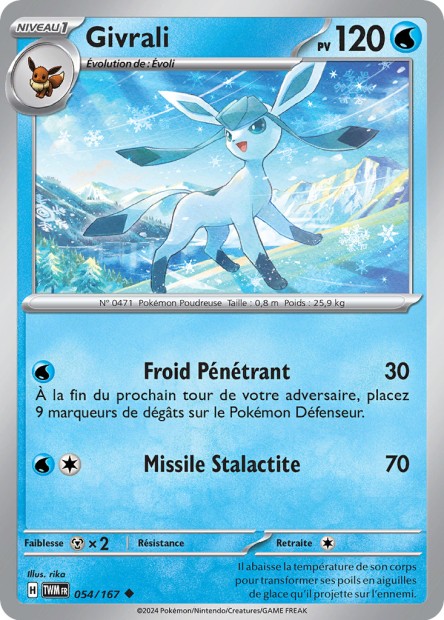 NIVEAU 1
Givrali
PV 120
Évolution de : Évoli
N° 0471 Pokémon Poudreuse Taille : 0,8 m Poids : 25,9 kg
Froid Pénétrant 30
À la fin du prochain tour de votre adversaire, placez
9 marqueurs de dégâts sur le Pokémon Défenseur.
Missile Stalactite 70
Faiblesse ×2 Résistance Retraite
Illus. rika
H TWM FR 054/167
©2024 Pokémon/Nintendo/Creatures/GAME FREAK
Il abaisse la température de son corps
pour transformer ses poils en aiguilles
de glace qu'il projette sur l'ennemi.